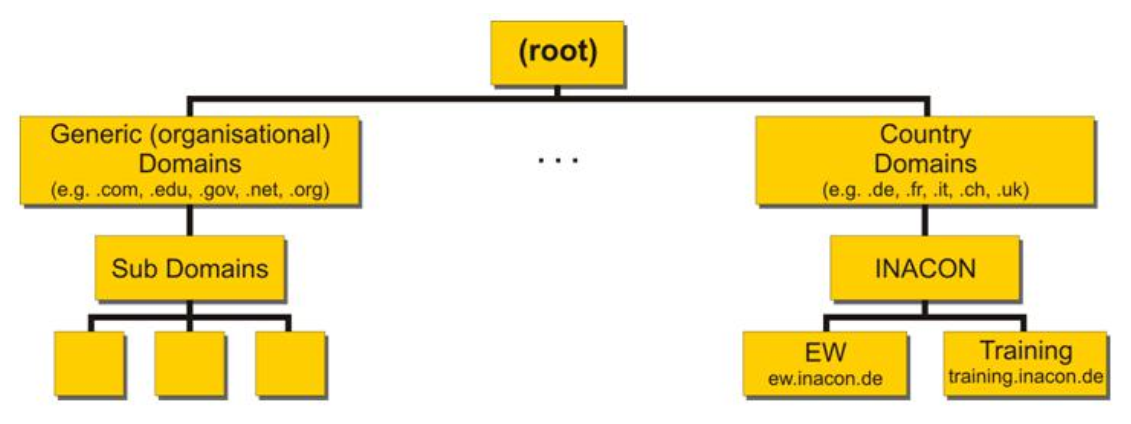 (root)
Generic (organisational)
Domains
(e.g. .com, .edu, .gov, .net, .org)
. . .
Country
Domains
(e.g. .de, .fr, .it, .ch, .uk)
Sub Domains
INACON
EW
ew.inacon.de
Training
training.inacon.de